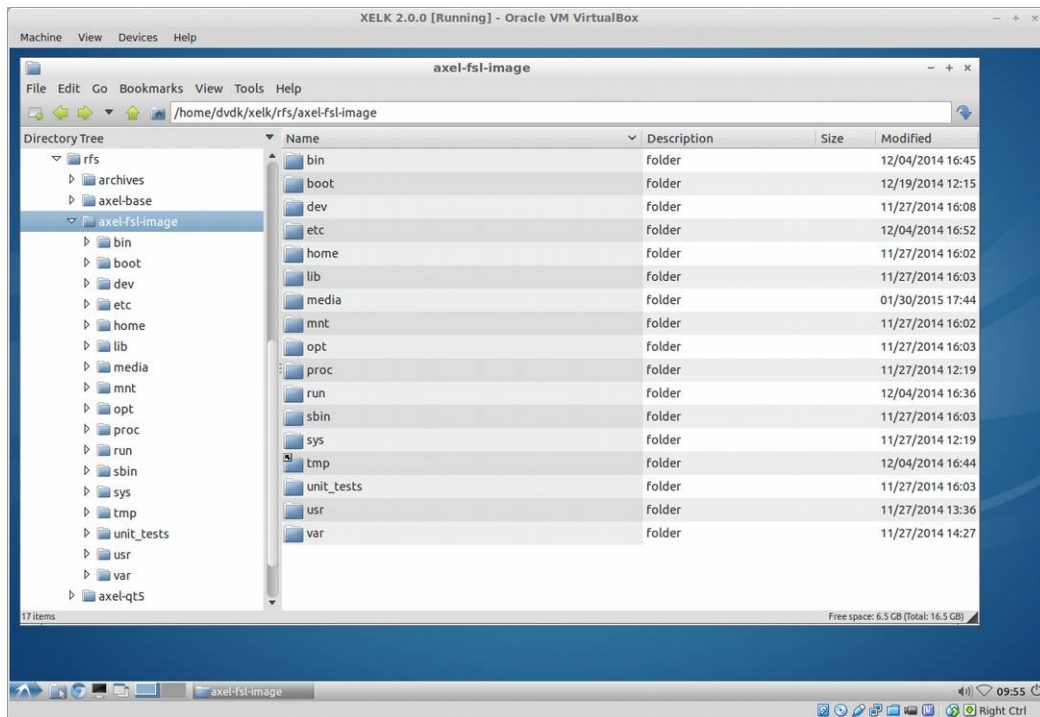 XELK 2.0.0 [Running] - Oracle VM VirtualBox
Machine View Devices Help
axel-fsl-image
File Edit Go Bookmarks View Tools Help
/home/dvdk/xelk/rfs/axel-fsl-image
Directory Tree
rfs
archives
axel-base
axel-fsl-image
bin
boot
dev
etc
home
lib
media
mnt
opt
proc
run
sbin
sys
tmp
unit_tests
usr
var
axel-qt5
Name Description Size Modified
bin folder 12/04/2014 16:45
boot folder 12/19/2014 12:15
dev folder 11/27/2014 16:08
etc folder 12/04/2014 16:52
home folder 11/27/2014 16:02
lib folder 11/27/2014 16:03
media folder 01/30/2015 17:44
mnt folder 11/27/2014 16:02
opt folder 11/27/2014 16:03
proc folder 11/27/2014 12:19
run folder 12/04/2014 16:36
sbin folder 11/27/2014 16:03
sys folder 11/27/2014 12:19
tmp folder 12/04/2014 16:44
unit_tests folder 11/27/2014 16:03
usr folder 11/27/2014 13:36
var folder 11/27/2014 14:27
17 items Free space: 6.5 GB (Total: 16.5 GB)
axel-fsl-image 09:55
Right Ctrl